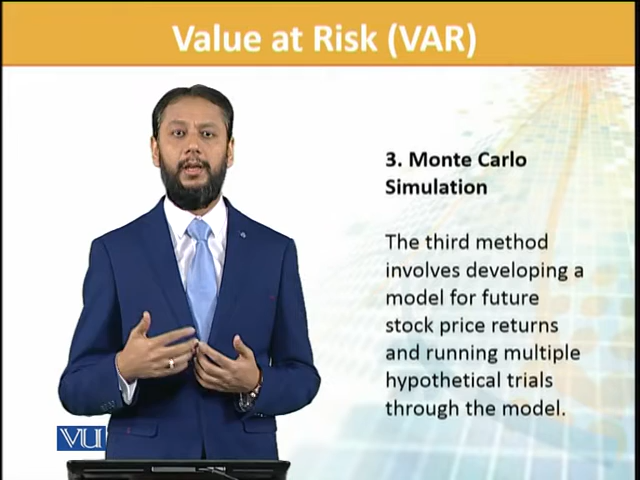 Value at Risk (VAR)
3. Monte Carlo
Simulation
The third method
involves developing a
model for future
stock price returns
and running multiple
hypothetical trials
through the model.
VU